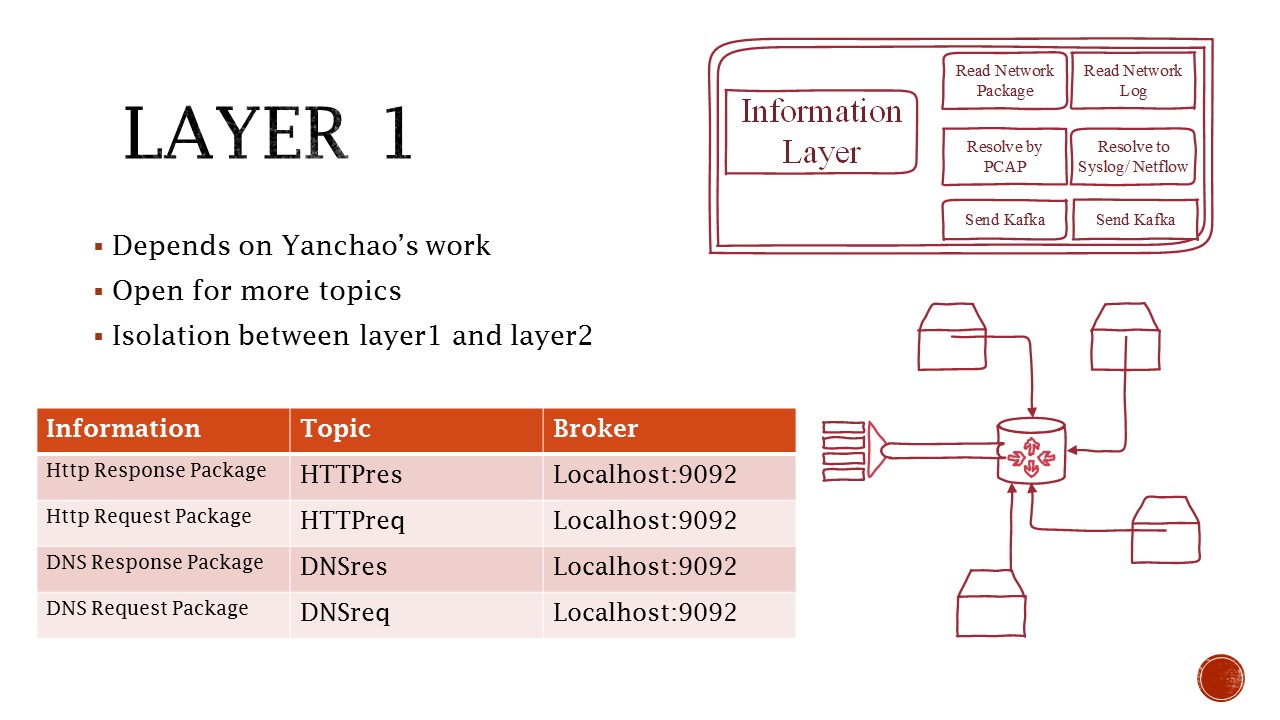 LAYER 1
Depends on Yanchao’s work
Open for more topics
Isolation between layer1 and layer2
Information Topic Broker
Http Response Package HTTPres Localhost:9092
Http Request Package HTTPreq Localhost:9092
DNS Response Package DNSres Localhost:9092
DNS Request Package DNSreq Localhost:9092
Information
Layer
Read Network
Package
Read Network
Log
Resolve by
PCAP
Resolve to
Syslog/ Netflow
Send Kafka
Send Kafka